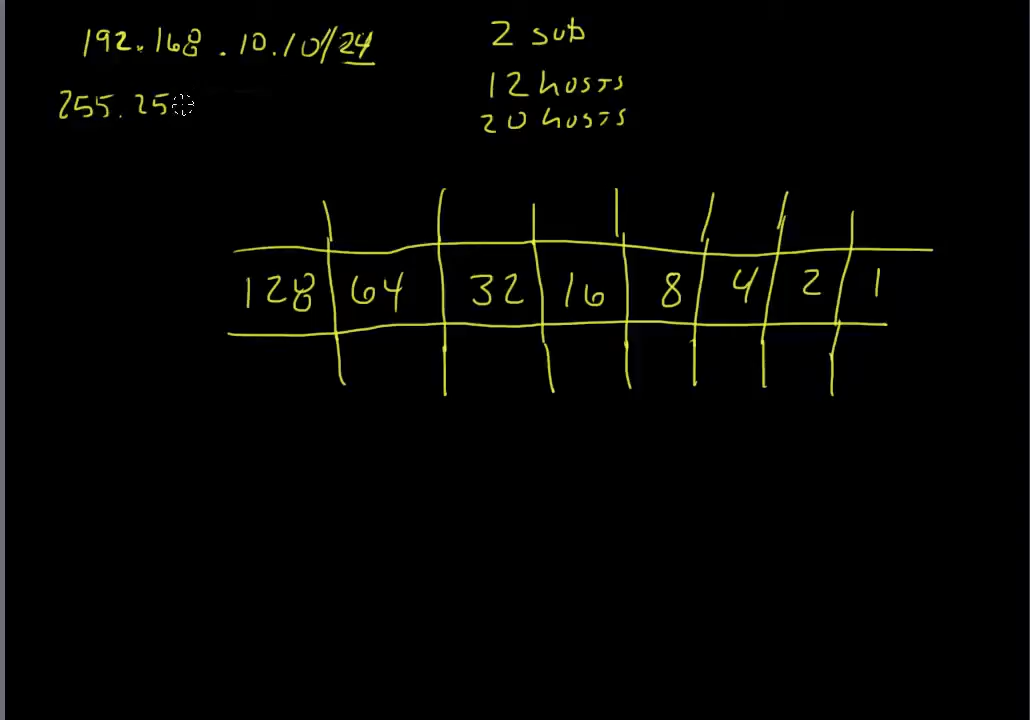 192.168.10.10//24
255.25
2 sub
12 hosts
20 hosts
128 64 32 16 8 4 2 1